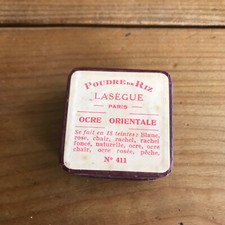 POUDRE DE RIZ
LASÈGUE
PARIS
OCRE ORIENTALE
Se fait en 15 teintes: Blanc,
rose, chair, rachel, rachel
foncé, naturelle, ocre, ocre
chair, ocre rosée, pêche.
N° 411